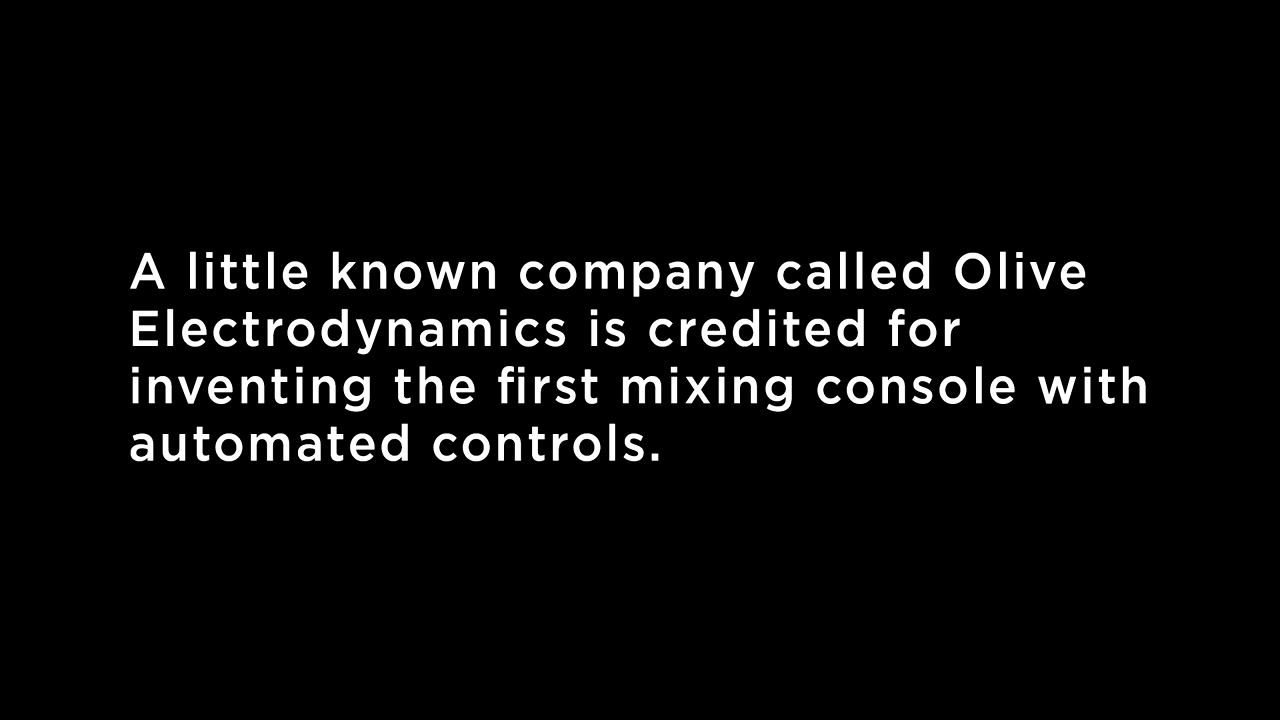 A little known company called Olive
Electrodynamics is credited for
inventing the first mixing console with
automated controls.